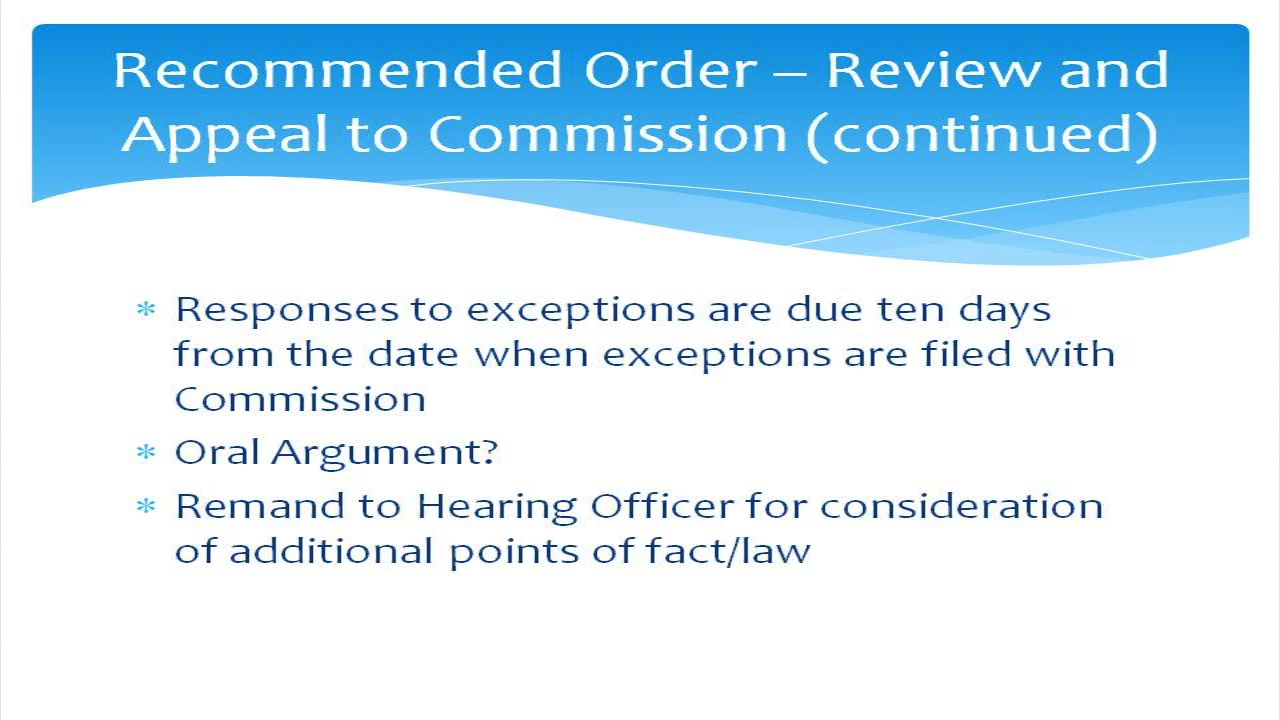 Recommended Order – Review and
Appeal to Commission (continued)
* Responses to exceptions are due ten days
from the date when exceptions are filed with
Commission
* Oral Argument?
* Remand to Hearing Officer for consideration
of additional points of fact/law